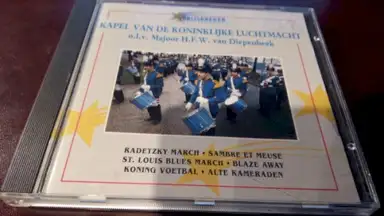 KAPEL VAN DE KONINKLIJKE LUCHTMACHT
o.l.v. Majoor H.F.W. van Diepenbeek
RADETZKY MARCH • SAMBRE ET MEUSE
ST. LOUIS BLUES MARCH • BLAZE AWAY
KONING VOETBAL • ALTE KAMERADEN